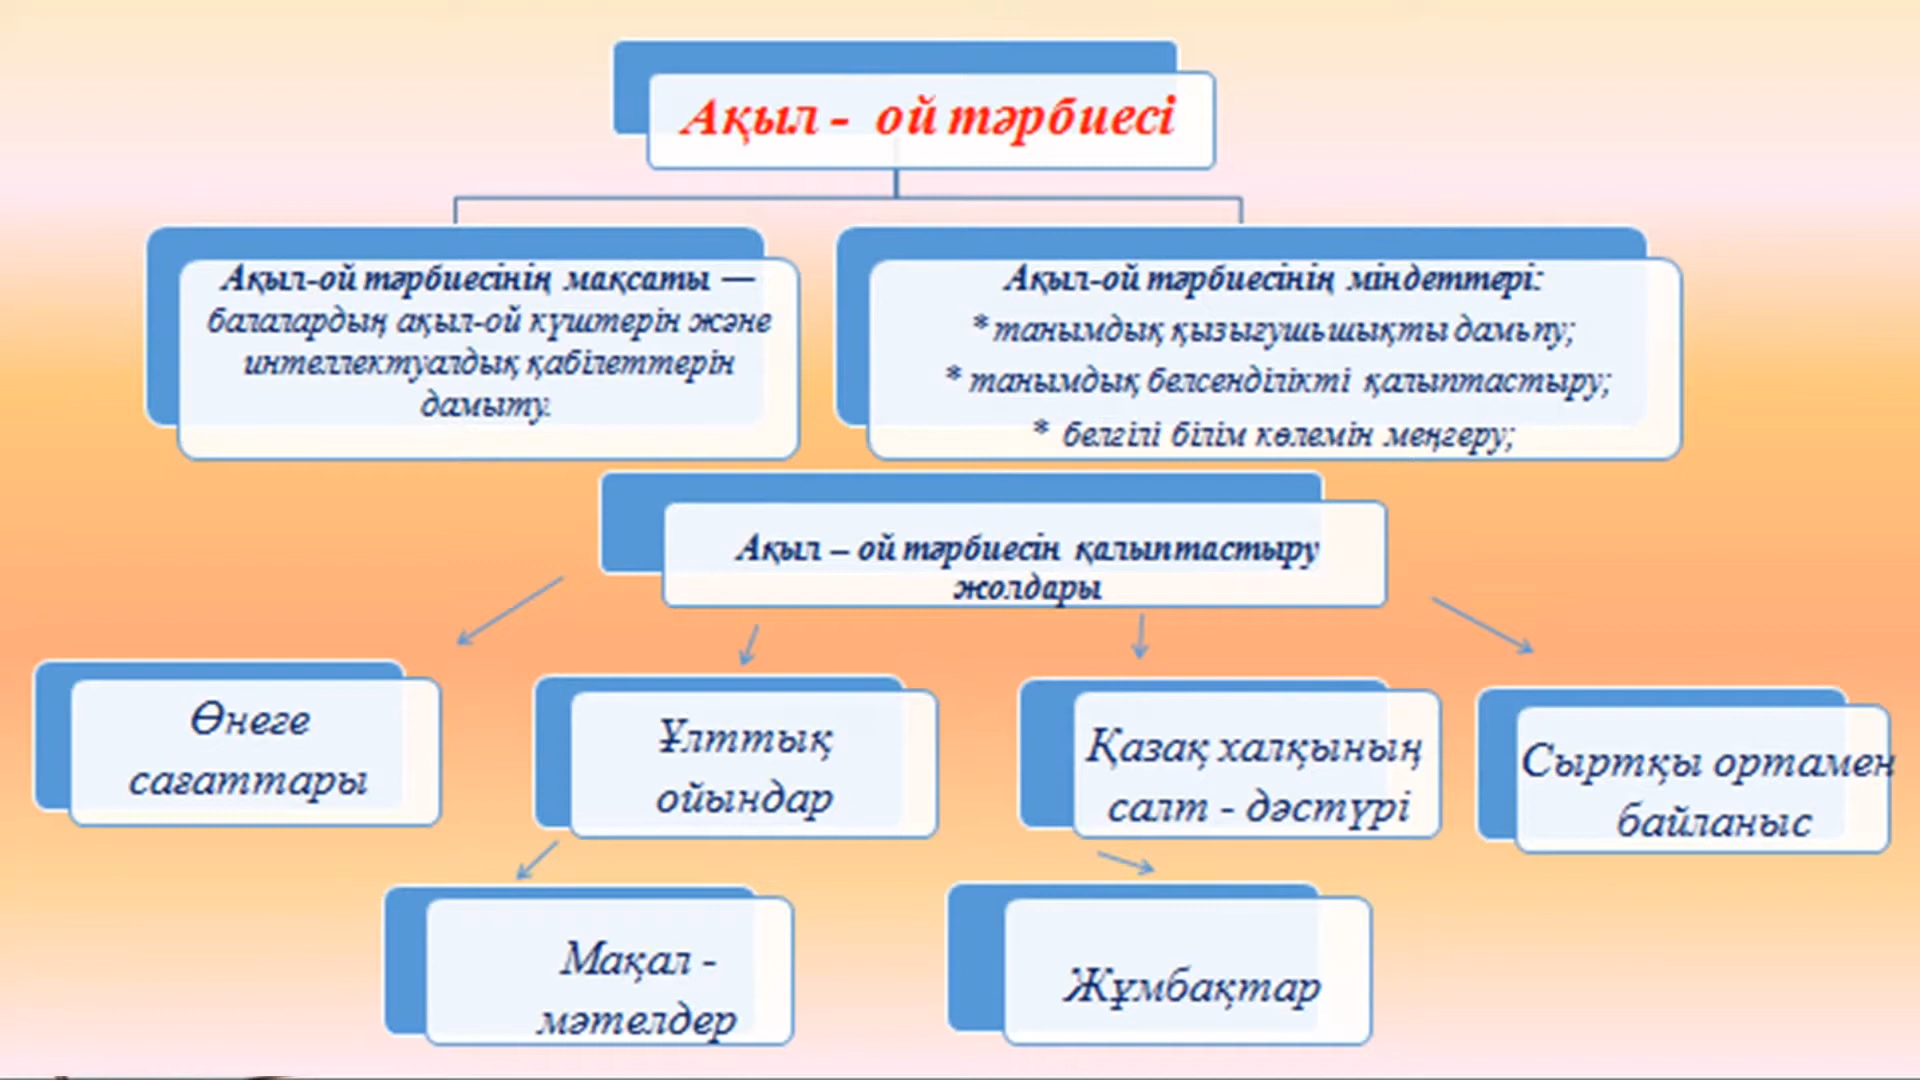 Ақыл - ой тәрбиесі
Ақыл-ой тәрбиесінің мақсаты —
балалардың ақыл-ой күштерін және
интеллектуалдық қабілеттерін
дамыту.
Ақыл-ой тәрбиесінің міндеттері:
* танымдық қызығушышықты дамьпу;
* танымдық белсенділікті қалыптастыру;
* белгілі білім көлемін меңгеру;
Ақыл – ой тәрбиесін қалыптастыру
жолдары
Өнеге
сағаттары
Ұлттық
ойындар
Қазақ халқының
салт - дәстүрі
Сыртқы ортамен
байланыс
Мақал -
мәтелдер
Жұмбақтар